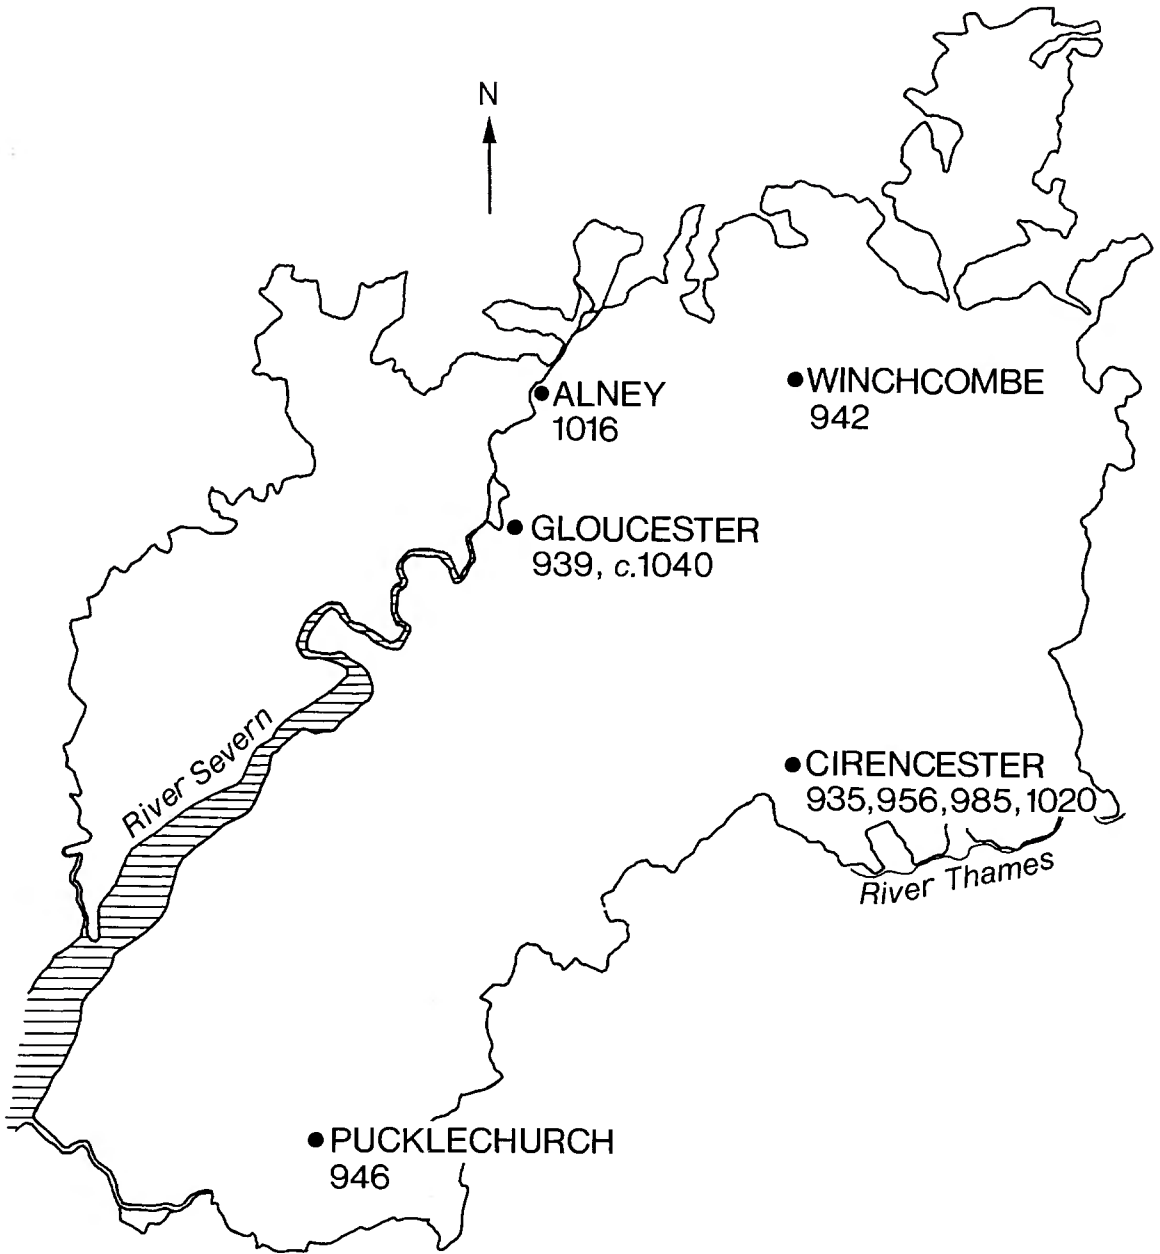 N
ALNEY
1016
WINCHCOMBE
942
GLOUCESTER
939, c.1040
River Severn
CIRENCESTER
935, 956, 985, 1020
River Thames
PUCKLECHURCH
946